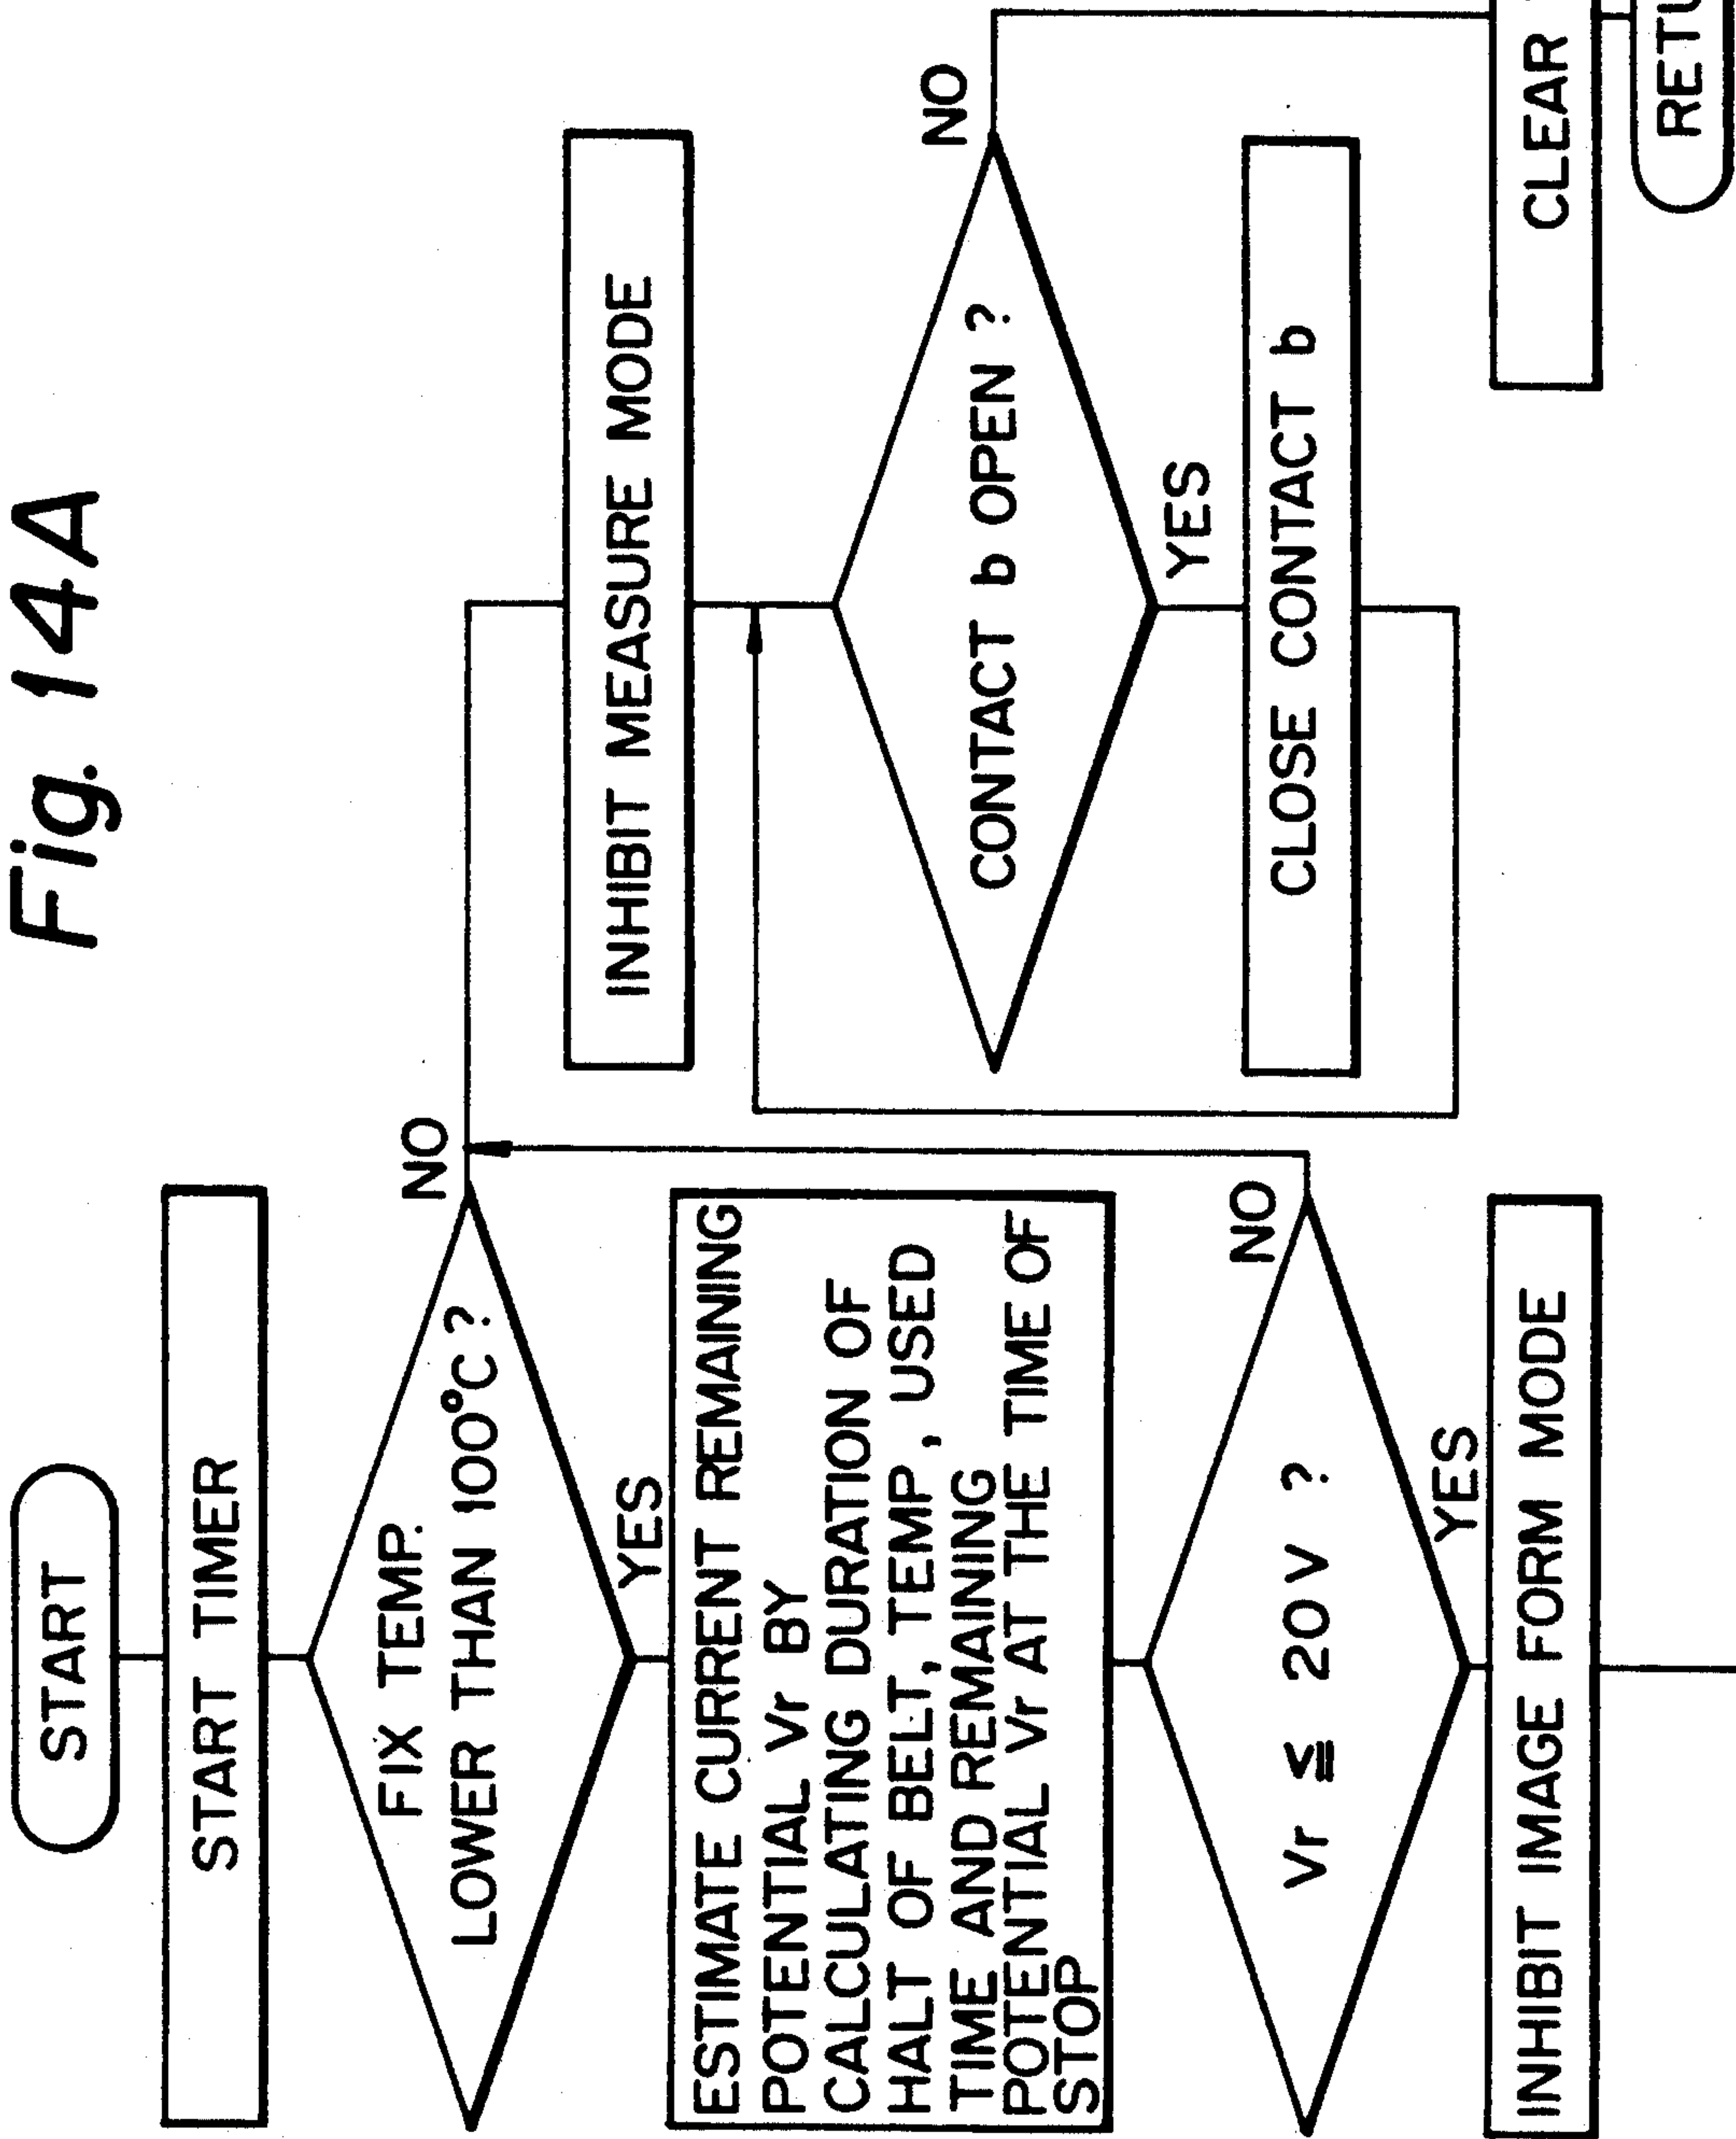 Fig. 14A
START
START TIMER
FIX TEMP.
LOWER THAN 100°C ?
NO
YES
ESTIMATE CURRENT REMAINING
POTENTIAL Vr BY
CALCULATING DURATION OF
HALT OF BELT, TEMP, USED
TIME AND REMAINING
POTENTIAL Vr AT THE TIME OF
STOP
Vr ≦ 20V ?
NO
YES
INHIBIT IMAGE FORM MODE
INHIBIT MEASURE MODE
CONTACT b OPEN ?
NO
YES
CLOSE CONTACT b
CLEAR
RETU